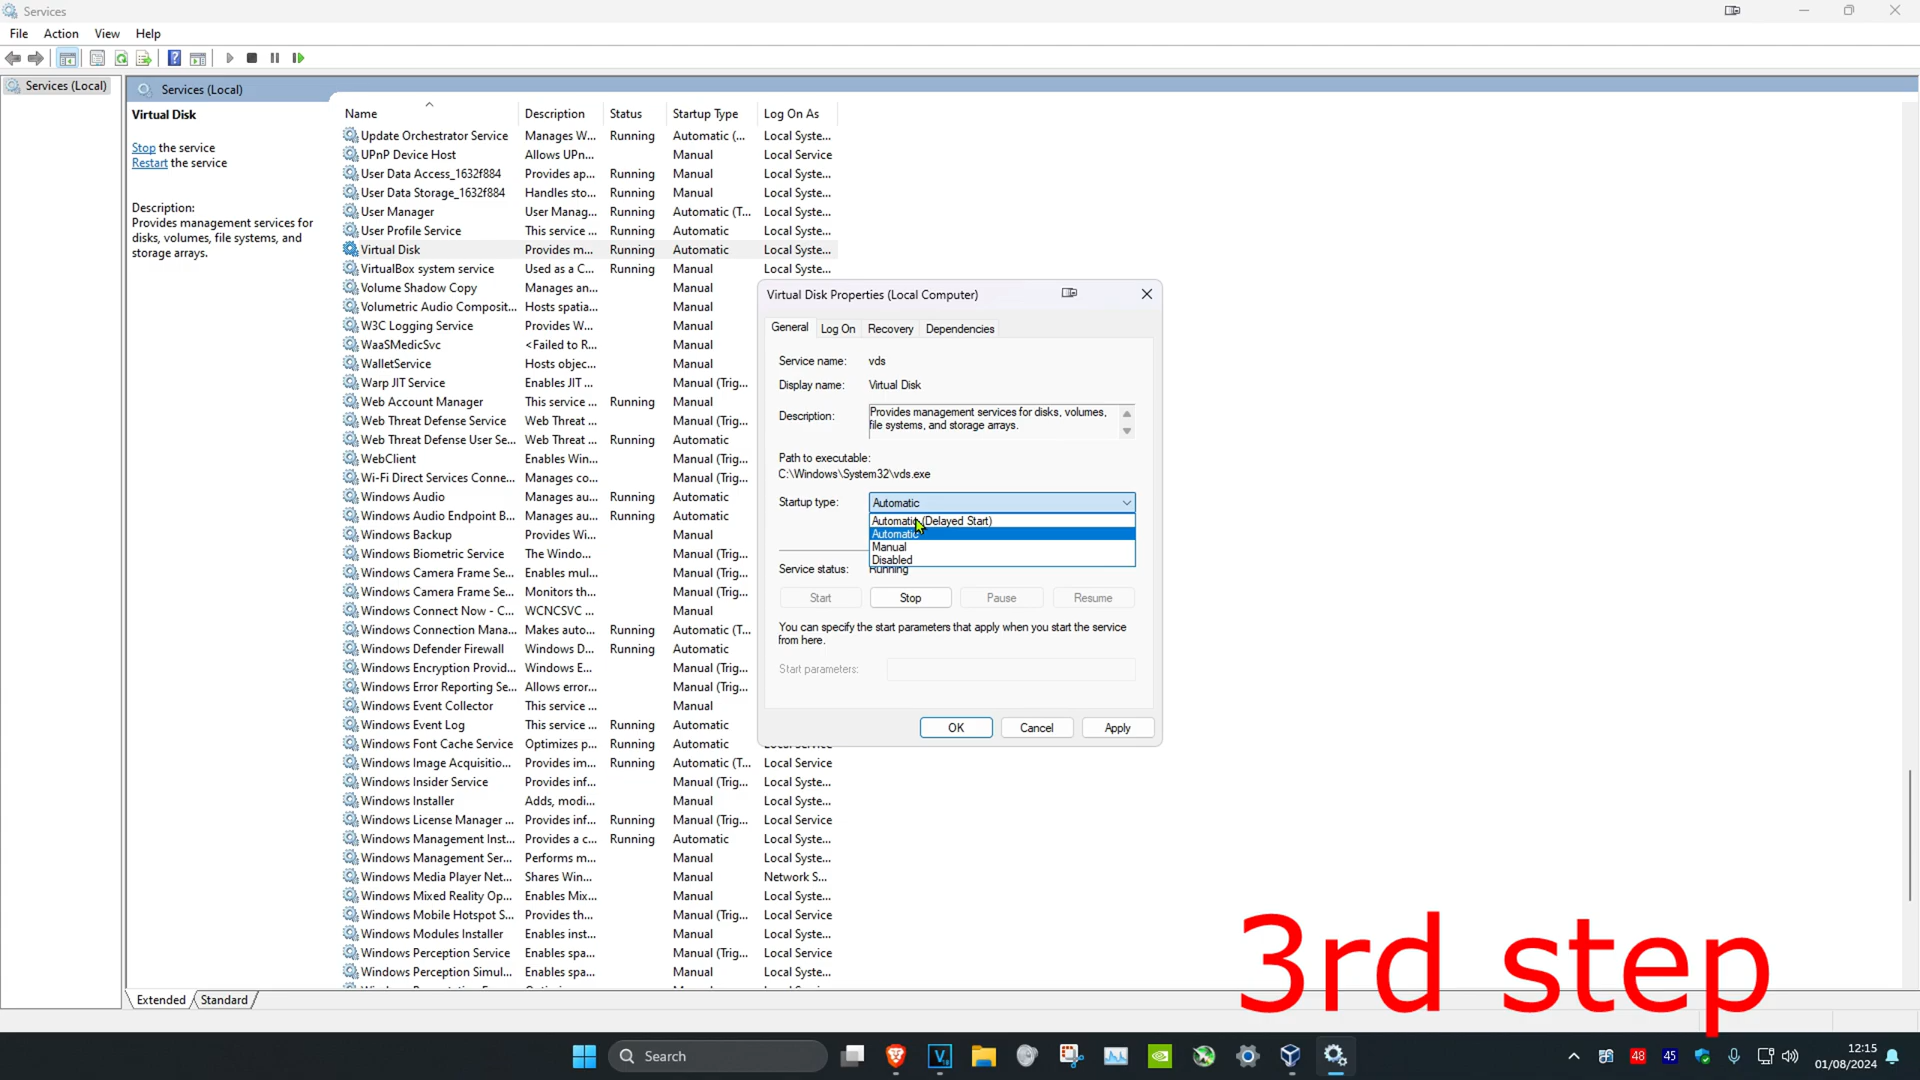 Services
File Action View Help
Services (Local)
Services (Local)
Virtual Disk
Stop the service
Restart the service
Description:
Provides management services for
disks, volumes, file systems, and
storage arrays.
Name Description Status Startup Type Log On As
Update Orchestrator Service Manages W... Running Automatic (... Local Syste...
UPnP Device Host Allows UPn... Manual Local Service
User Data Access_1632f884 Provides ap... Running Manual Local Syste...
User Data Storage_1632f884 Handles sto... Running Manual Local Syste...
User Manager User Manag... Running Automatic (T... Local Syste...
User Profile Service This service ... Running Automatic Local Syste...
Virtual Disk Provides m... Running Automatic Local Syste...
VirtualBox system service Used as a C... Running Manual Local Syste...
Volume Shadow Copy Manages an... Manual
Volumetric Audio Composit... Hosts spatia... Manual
W3C Logging Service Provides W... Manual
WaaSMedicSvc <Failed to R... Manual
WalletService Hosts objec... Manual
Warp JIT Service Enables JIT ... Manual (Trig...
Web Account Manager This service ... Running Manual
Web Threat Defense Service Web Threat ... Manual (Trig...
Web Threat Defense User Se... Web Threat ... Running Automatic
WebClient Enables Win... Manual (Trig...
Wi-Fi Direct Services Conne... Manages co... Manual (Trig...
Windows Audio Manages au... Running Automatic
Windows Audio Endpoint B... Manages au... Running Automatic
Windows Backup Provides Wi... Manual
Windows Biometric Service The Windo... Manual (Trig...
Windows Camera Frame Se... Enables mul... Manual (Trig...
Windows Camera Frame Se... Monitors th... Manual (Trig...
Windows Connect Now - C... WCNCSVC ... Manual
Windows Connection Mana... Makes auto... Running Automatic (T...
Windows Defender Firewall Windows D... Running Automatic
Windows Encryption Provid... Windows E... Manual (Trig...
Windows Error Reporting Se... Allows error... Manual (Trig...
Windows Event Collector This service ... Manual
Windows Event Log This service ... Running Automatic
Windows Font Cache Service Optimizes p... Running Automatic Local Service
Windows Image Acquisitio... Provides im... Running Automatic (T... Local Service
Windows Insider Service Provides inf... Manual (Trig... Local Syste...
Windows Installer Adds, modi... Manual Local Syste...
Windows License Manager ... Provides inf... Running Manual (Trig... Local Service
Windows Management Inst... Provides a c... Running Automatic Local Syste...
Windows Management Ser... Performs m... Manual Local Syste...
Windows Media Player Net... Shares Win... Manual Network S...
Windows Mixed Reality Op... Enables Mix... Manual Local Syste...
Windows Mobile Hotspot S... Provides th... Manual (Trig... Local Service
Windows Modules Installer Enables inst... Manual Local Syste...
Windows Perception Service Enables spa... Manual (Trig... Local Service
Windows Perception Simul... Enables spa... Manual Local Syste...
Virtual Disk Properties (Local Computer)
General Log On Recovery Dependencies
Service name: vds
Display name: Virtual Disk
Description: Provides management services for disks, volumes,
file systems, and storage arrays.
Path to executable:
C:\Windows\System32\vds.exe
Startup type: Automatic
Automatic (Delayed Start)
Automatic
Manual
Disabled
Service status: Running
Start Stop Pause Resume
You can specify the start parameters that apply when you start the service
from here.
Start parameters:
OK Cancel Apply
3rd step
Extended Standard
Search
48 45
12:15
01/08/2024